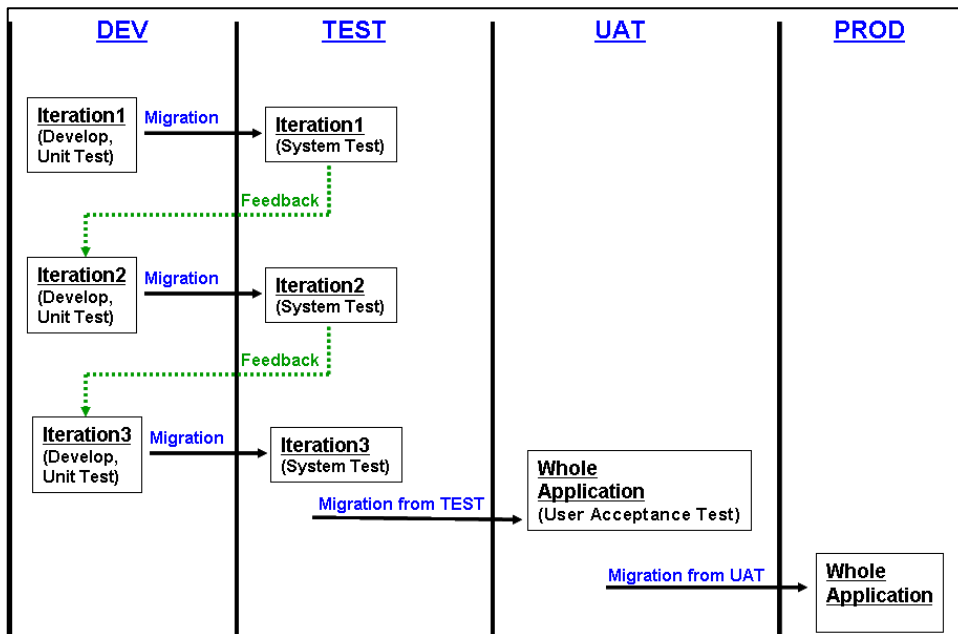 DEV
TEST
UAT
PROD
Iteration1
(Develop,
Unit Test)
Migration
Iteration1
(System Test)
Feedback
Iteration2
(Develop,
Unit Test)
Migration
Iteration2
(System Test)
Feedback
Iteration3
(Develop,
Unit Test)
Migration
Iteration3
(System Test)
Migration from TEST
Whole
Application
(User Acceptance Test)
Migration from UAT
Whole
Application